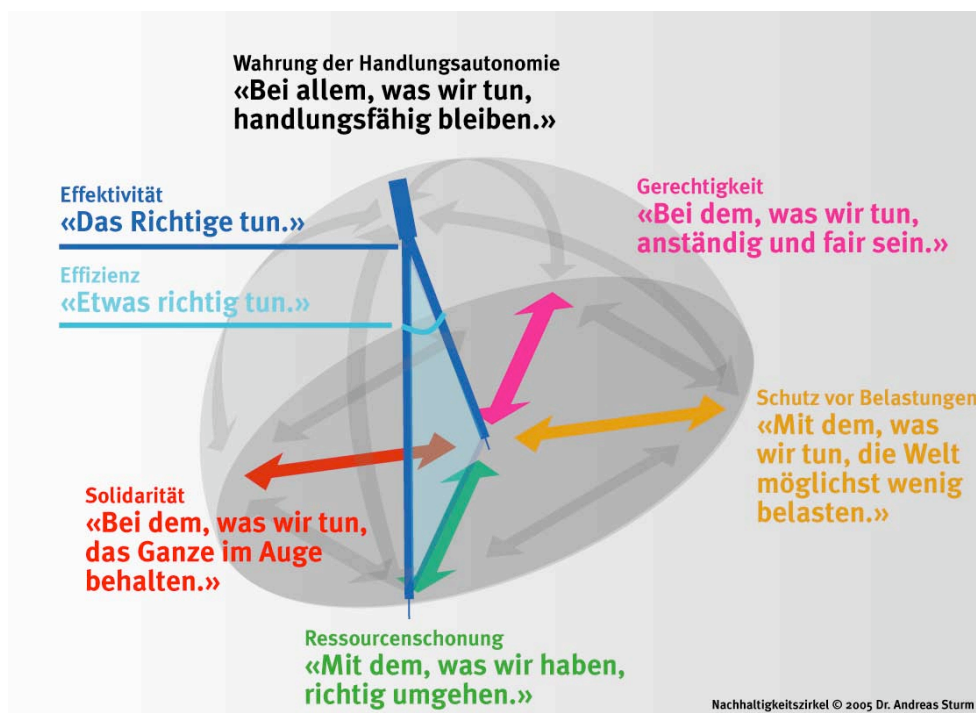 Wahrung der Handlungsautonomie
«Bei allem, was wir tun,
handlungsfähig bleiben.»
Effektivität
«Das Richtige tun.»
Effizienz
«Etwas richtig tun.»
Gerechtigkeit
«Bei dem, was wir tun,
anständig und fair sein.»
Schutz vor Belastungen
«Mit dem, was
wir tun, die Welt
möglichst wenig
belasten.»
Solidarität
«Bei dem, was wir tun,
das Ganze im Auge
behalten.»
Ressourcenschonung
«Mit dem, was wir haben,
richtig umgehen.»
Nachhaltigkeitszirkel © 2005 Dr. Andreas Sturm